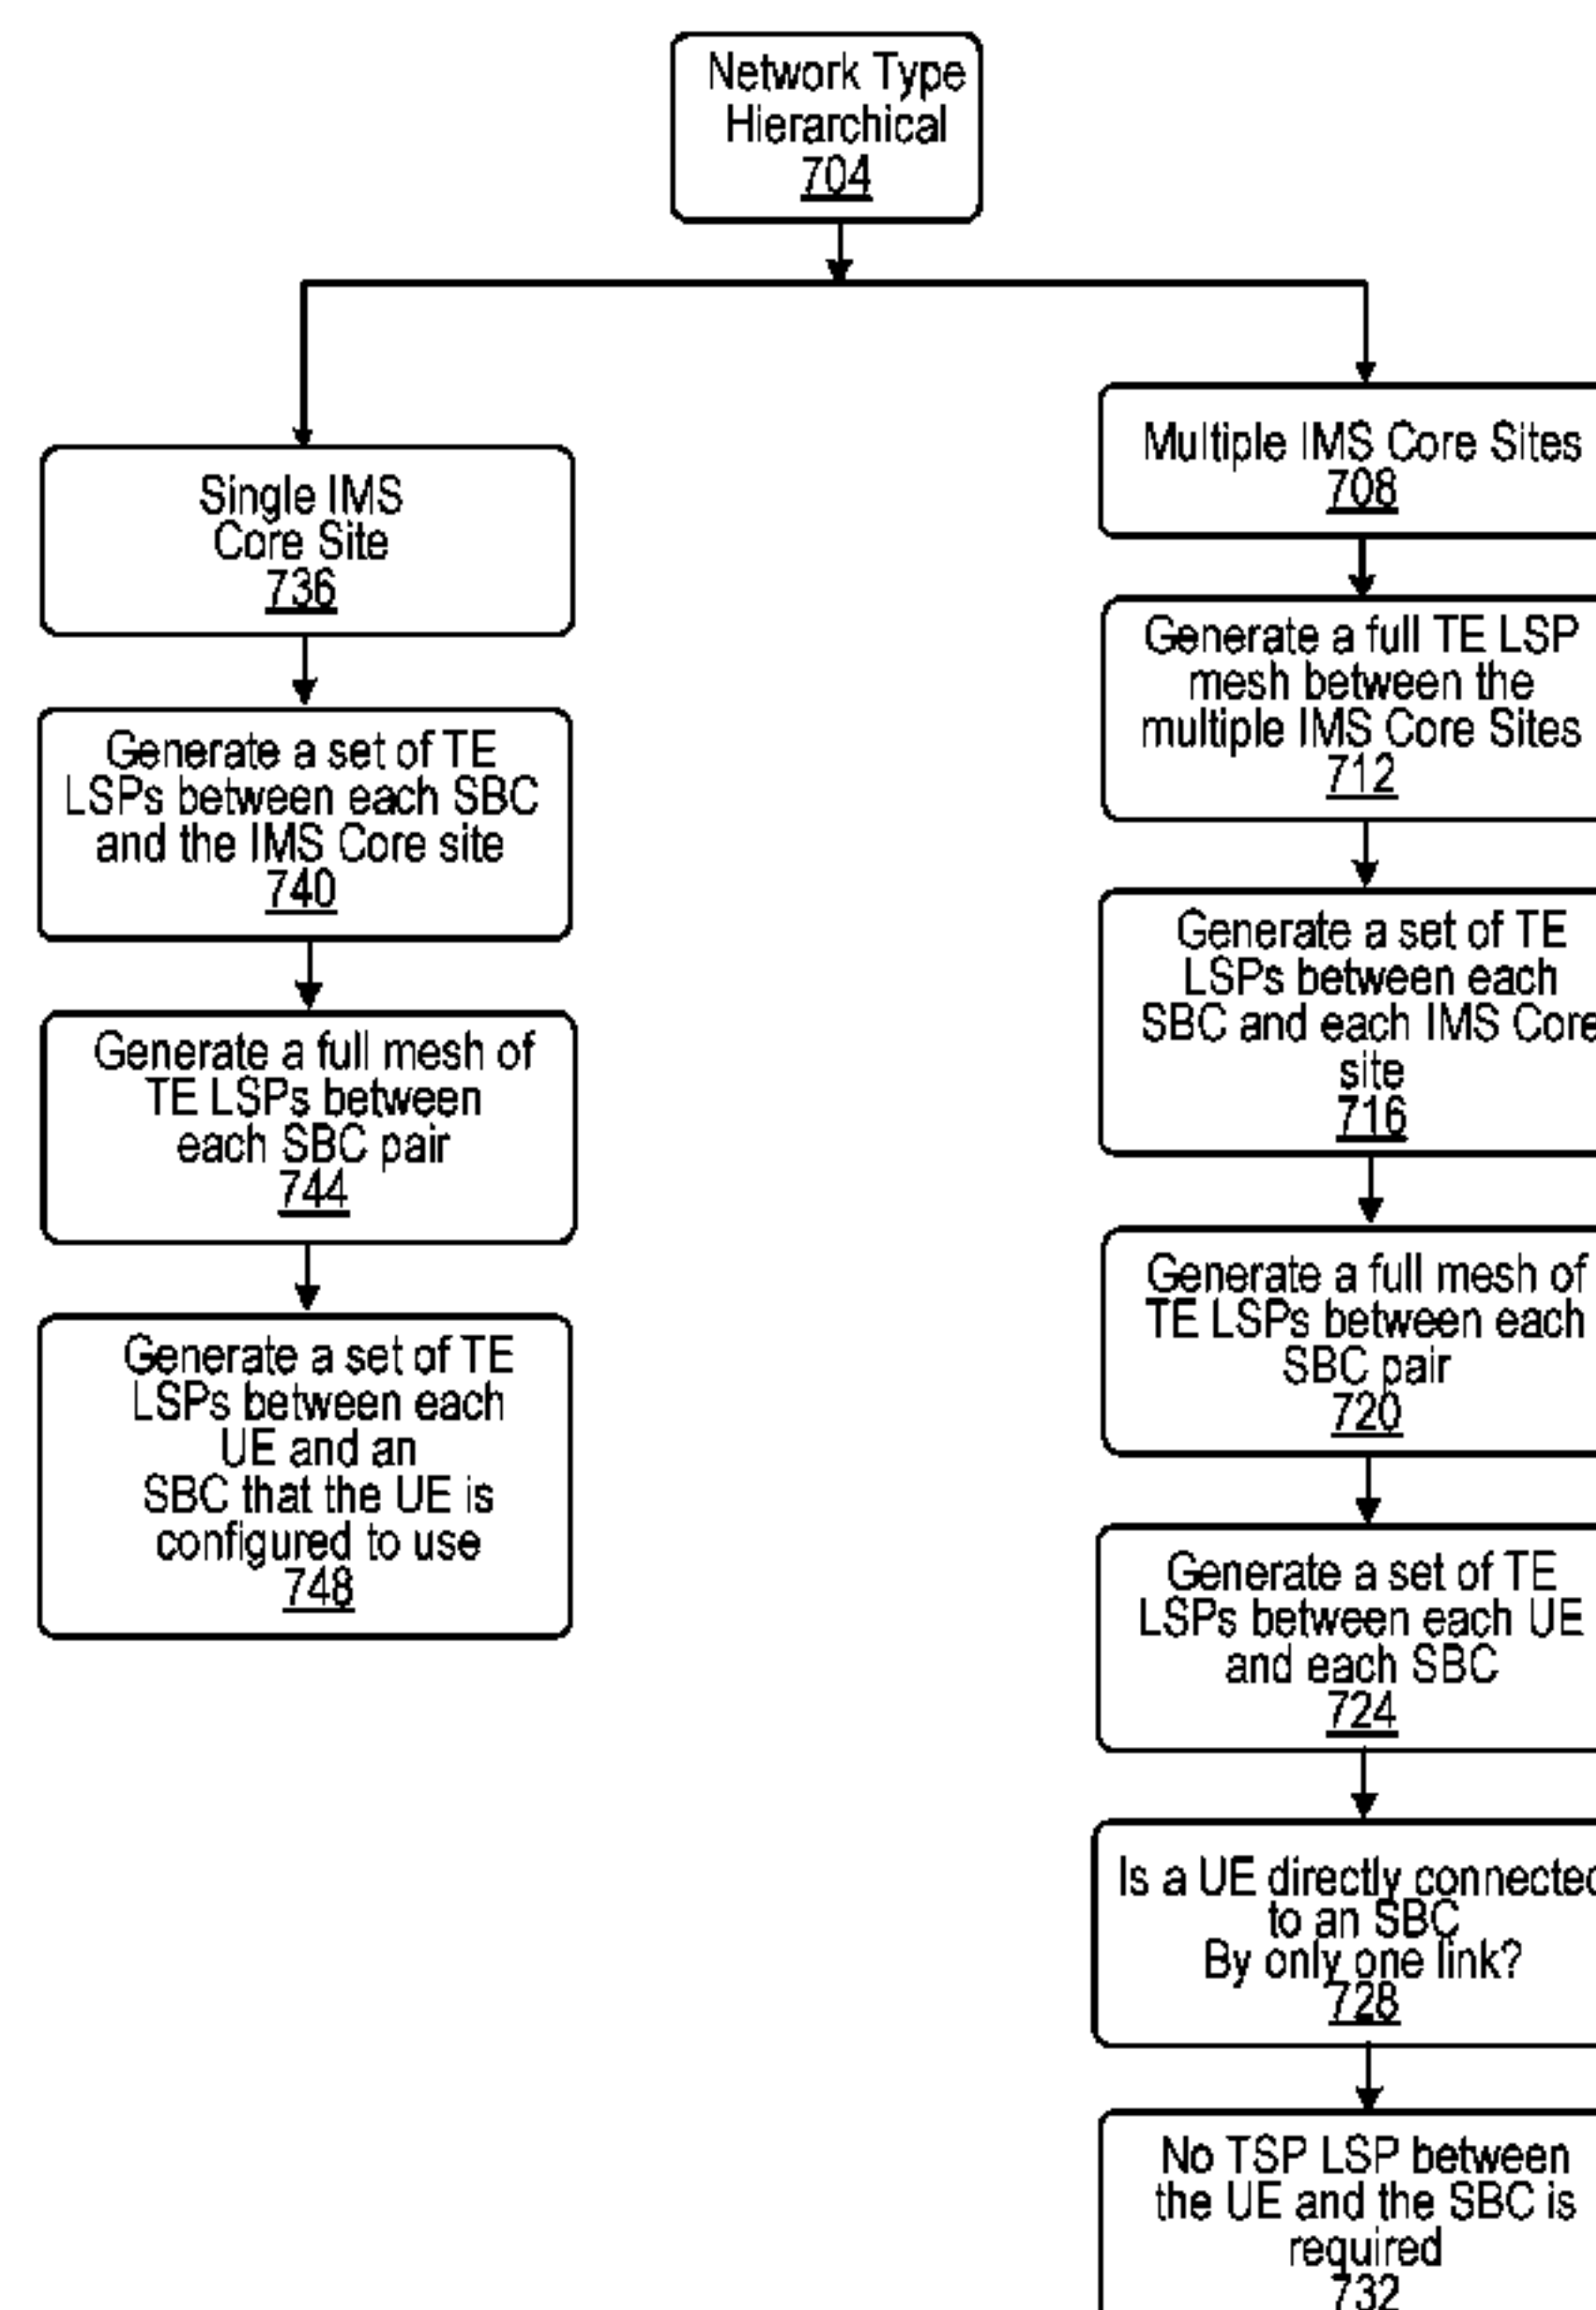 Network Type
Hierarchical
704
Single IMS
Core Site
736
Generate a set of TE
LSPs between each SBC
and the IMS Core site
740
Generate a full mesh of
TE LSPs between
each SBC pair
744
Generate a set of TE
LSPs between each
UE and an
SBC that the UE is
configured to use
748
Multiple IMS Core Sites
708
Generate a full TE LSP
mesh between the
multiple IMS Core Sites
712
Generate a set of TE
LSPs between each
SBC and each IMS Core
site
716
Generate a full mesh of
TE LSPs between each
SBC pair
720
Generate a set of TE
LSPs between each UE
and each SBC
724
Is a UE directly connected
to an SBC
By only one link?
728
No TSP LSP between
the UE and the SBC is
required
732